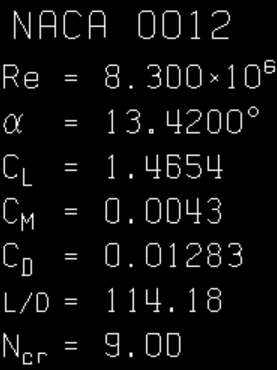 NACA 0012
Re = 8.300×10⁶
α = 13.4200°
C_L = 1.4654
C_M = 0.0043
C_D = 0.01283
L/D = 114.18
N_cr = 9.00